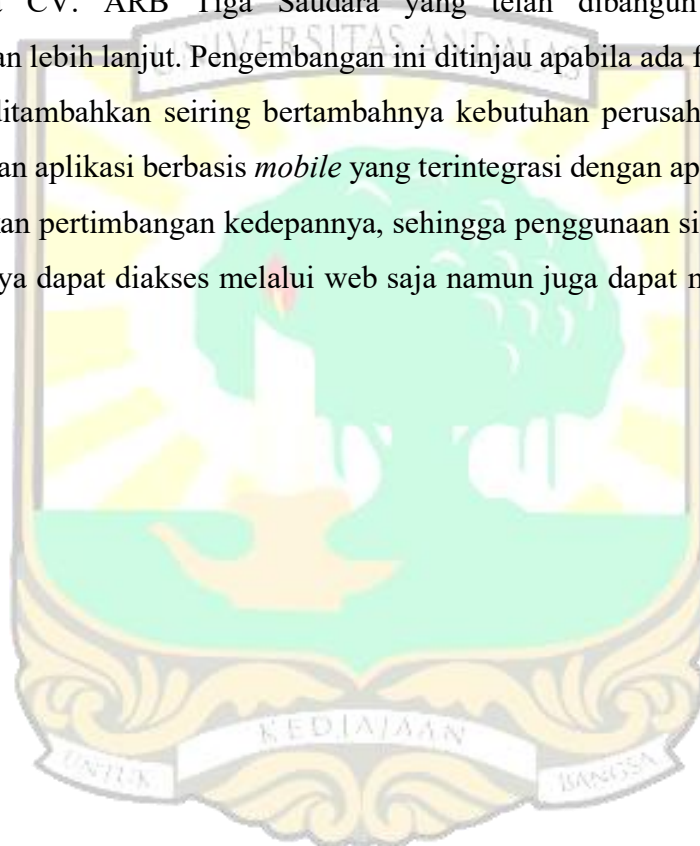 CV. ARB Tiga Saudara yang telah dibangun
an lebih lanjut. Pengembangan ini ditinjau apabila ada f
ditambahkan seiring bertambahnya kebutuhan perusah
an aplikasi berbasis mobile yang terintegrasi dengan ap
kan pertimbangan kedepannya, sehingga penggunaan si
ya dapat diakses melalui web saja namun juga dapat
UNIVERSITAS ANDALAS
UNTUK KEDJAJAAN BANGSA